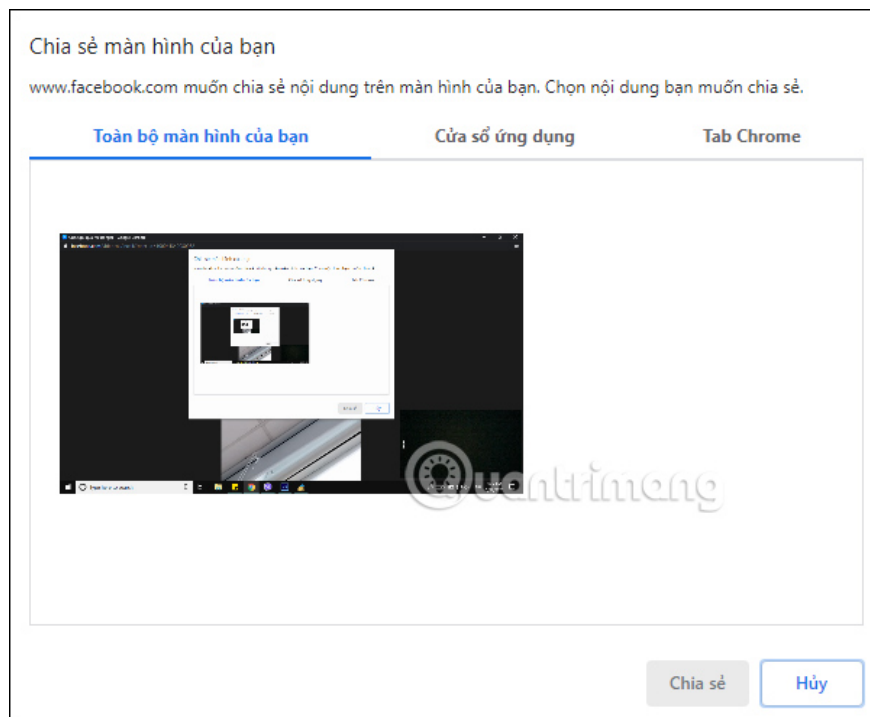 Chia sẻ màn hình của bạn
www.facebook.com muốn chia sẻ nội dung trên màn hình của bạn. Chọn nội dung bạn muốn chia sẻ.
Toàn bộ màn hình của bạn Cửa sổ ứng dụng Tab Chrome
Quantrimang
Chia sẻ Hủy